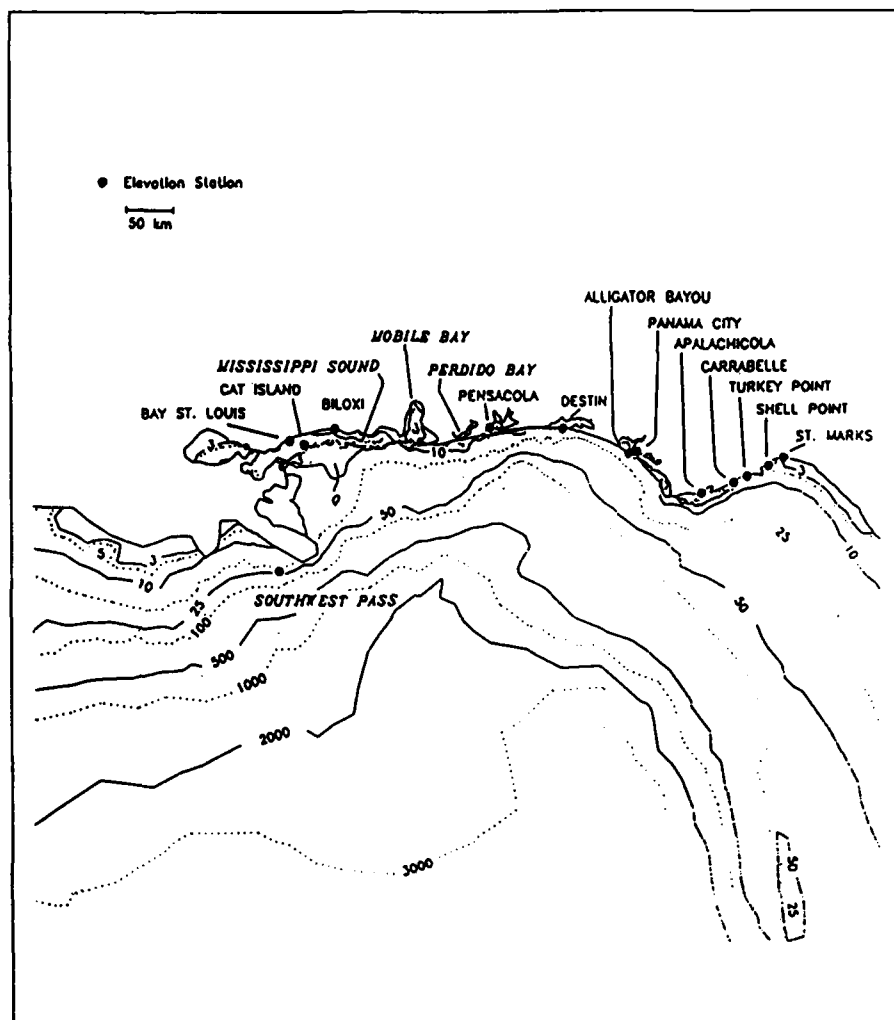 Elevation Station
50 km
ALLIGATOR BAYOU
PANAMA CITY
APALACHICOLA
CARRABELLE
TURKEY POINT
SHELL POINT
ST. MARKS
MOBILE BAY
MISSISSIPPI SOUND
PERDIDO BAY
CAT ISLAND
PENSACOLA
BILOXI
DESTIN
BAY ST. LOUIS
10
3
50
25
10
5
3
10
50
25
SOUTHWEST PASS
100
500
1000
2000
3000
50
25